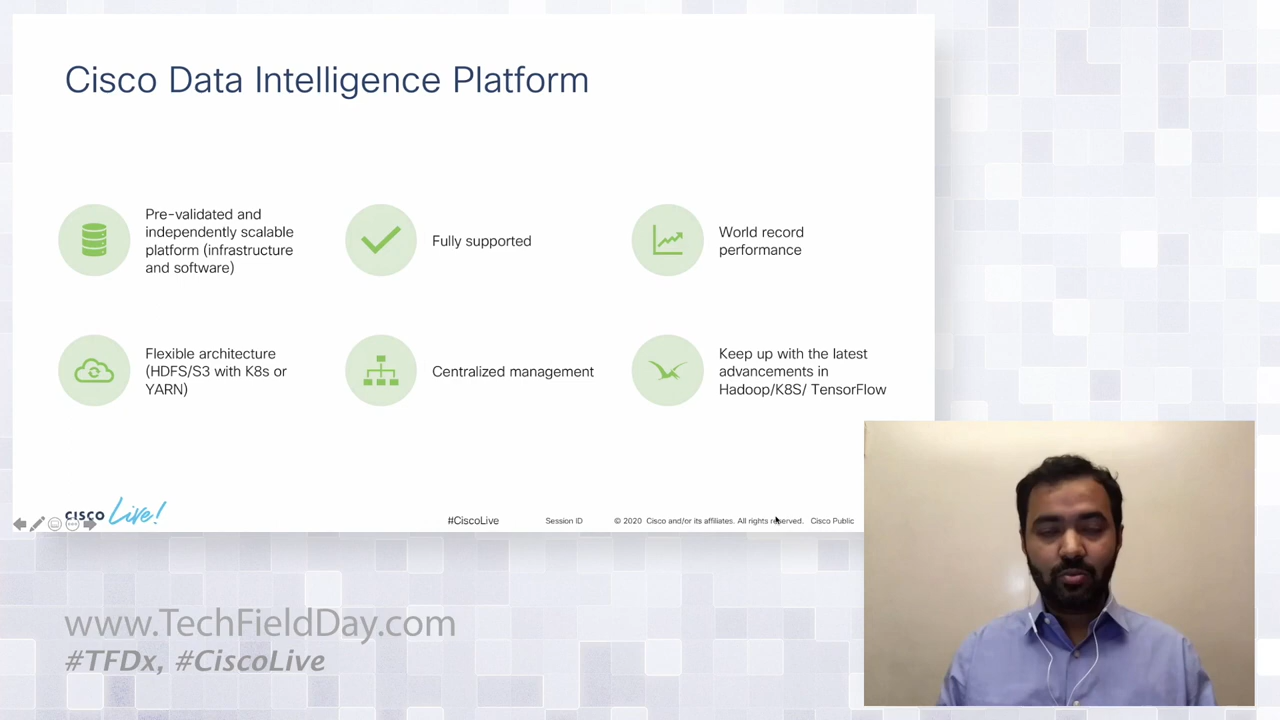 Cisco Data Intelligence Platform
Pre-validated and
independently scalable
platform (infrastructure
and software)
Fully supported
World record
performance
Flexible architecture
(HDFS/S3 with K8s or
YARN)
Centralized management
Keep up with the latest
advancements in
Hadoop/K8S/ TensorFlow
CISCO Live!
#CiscoLive
Session ID
© 2020 Cisco and/or its affiliates. All rights reserved. Cisco Public
www.TechFieldDay.com
#TFDx, #CiscoLive